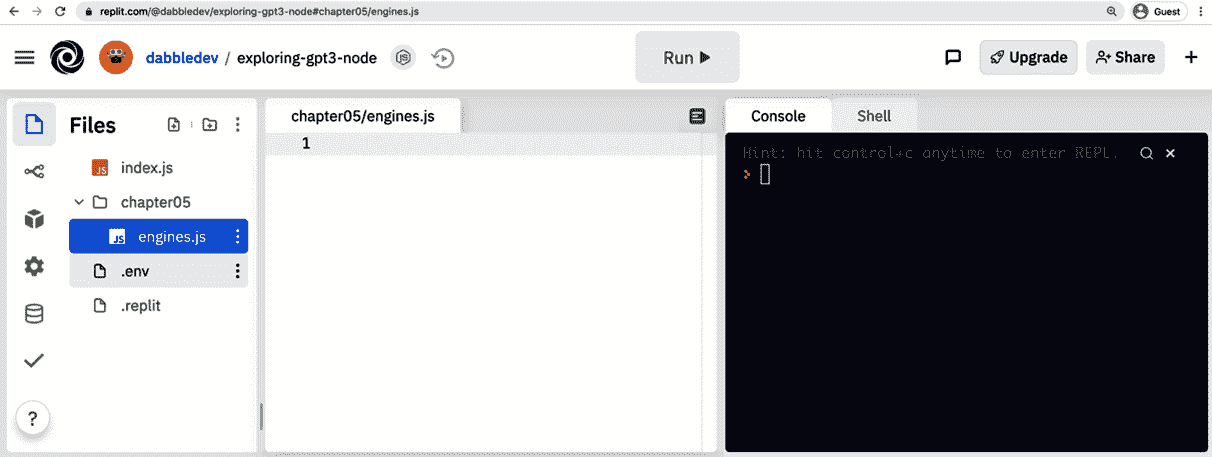 replit.com/@dabbledev/exploring-gpt3-node#chapter05/engines.js
Guest
dabbledev / exploring-gpt3-node
Run
Upgrade
Share
Files
JS index.js
chapter05
JS engines.js
.env
.replit
?
chapter05/engines.js
1
Console
Shell
Hint: hit control+c anytime to enter REPL.